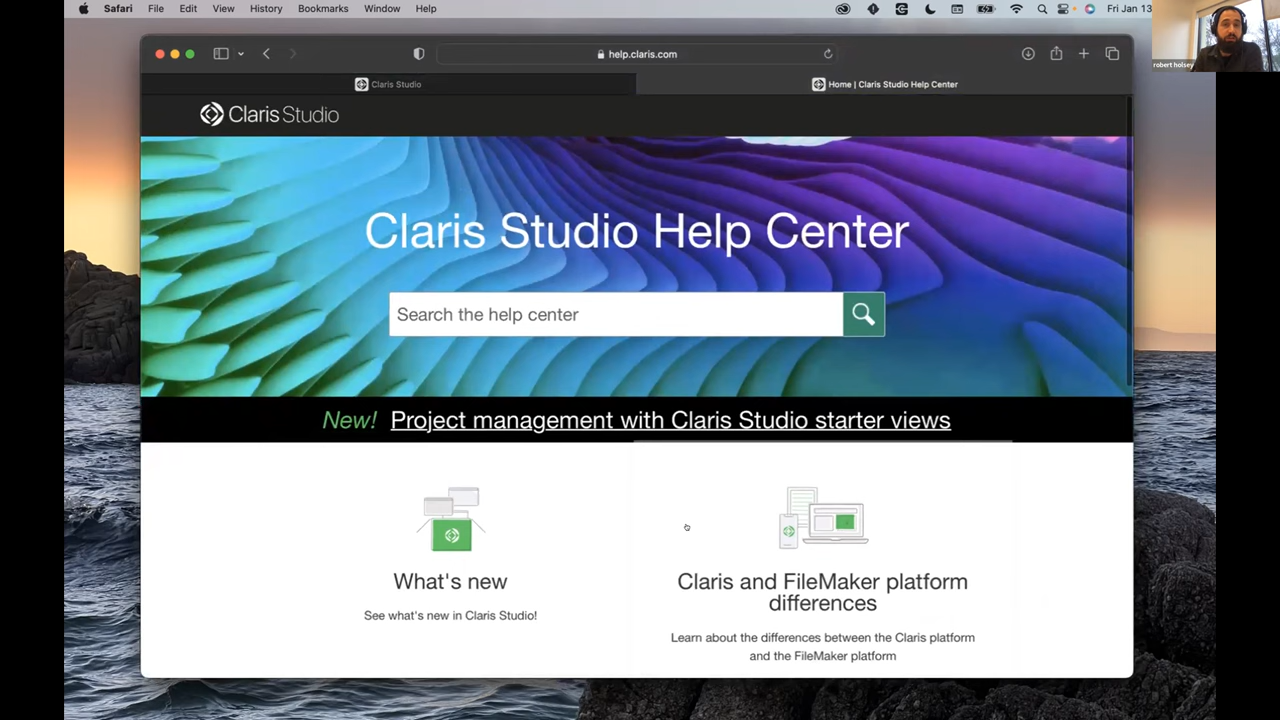 Safari File Edit View History Bookmarks Window Help Fri Jan 13
robert holsey
help.claris.com
Claris Studio
Home | Claris Studio Help Center
Claris Studio
Claris Studio Help Center
Search the help center
New! Project management with Claris Studio starter views
What's new
See what's new in Claris Studio!
Claris and FileMaker platform
differences
Learn about the differences between the Claris platform
and the FileMaker platform